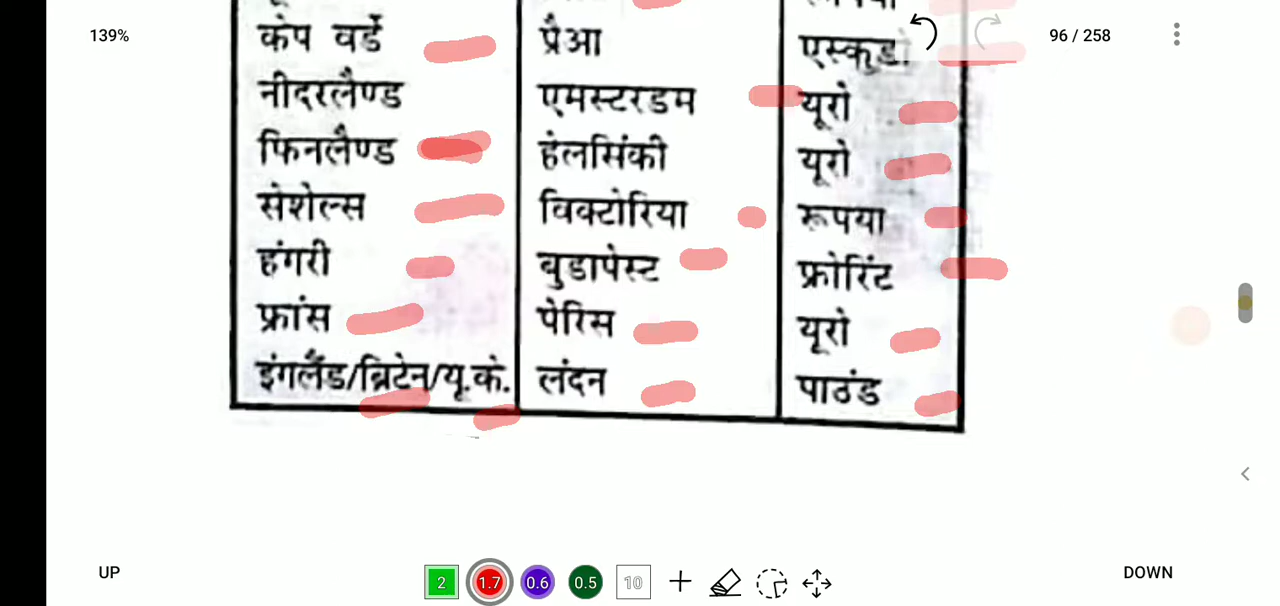 139%
96 / 258
केप वर्डे प्रैआ एस्कूडो
नीदरलैण्ड एमस्टरडम यूरो
फिनलैण्ड हेलसिंकी यूरो
सेशेल्स विक्टोरिया रूपया
हंगरी बुडापेस्ट फ्रोरिंट
फ्रांस पेरिस यूरो
इंगलैंड/ब्रिटेन/यू.के. लंदन पाठंड
UP
DOWN
2 1.7 0.6 0.5 10